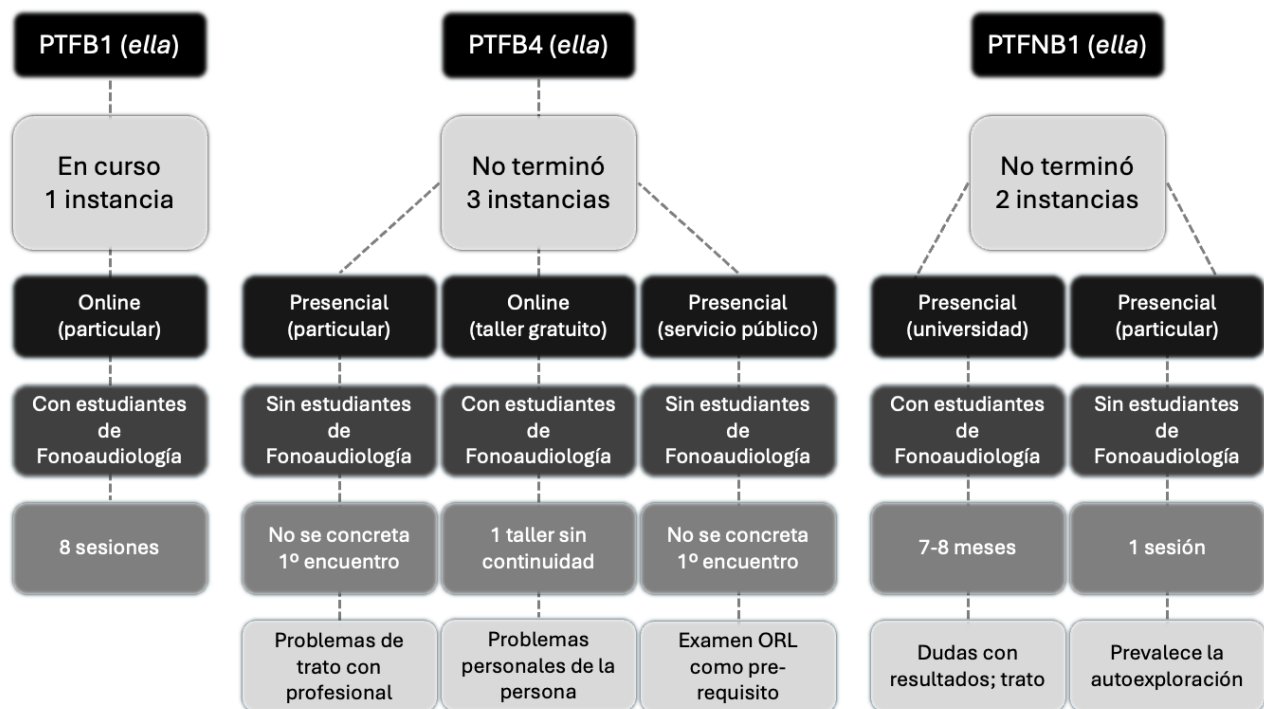 PTFB1 (ella)
PTFB4 (ella)
PTFNB1 (ella)
En curso
1 instancia
No terminó
3 instancias
No terminó
2 instancias
Online
(particular)
Presencial
(particular)
Online
(taller gratuito)
Presencial
(servicio público)
Presencial
(universidad)
Presencial
(particular)
Con estudiantes
de
Fonoaudiología
Sin estudiantes
de
Fonoaudiología
Con estudiantes
de
Fonoaudiología
Sin estudiantes
de
Fonoaudiología
Con estudiantes
de
Fonoaudiología
Sin estudiantes
de
Fonoaudiología
8 sesiones
No se concreta
1º encuentro
1 taller sin
continuidad
No se concreta
1º encuentro
7-8 meses
1 sesión
Problemas de
trato con
profesional
Problemas
personales de la
persona
Examen ORL
como pre-
requisito
Dudas con
resultados; trato
Prevalece la
autoexploración